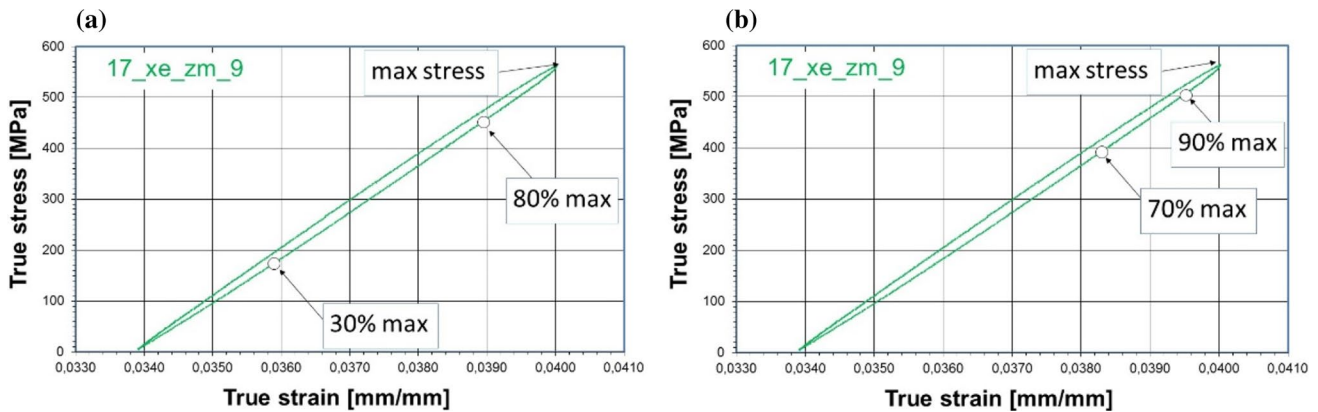 (a)
True stress [MPa]
600
500
400
300
200
100
0
17_xe_zm_9
max stress
80% max
30% max
0,0330 0,0340 0,0350 0,0360 0,0370 0,0380 0,0390 0,0400 0,0410
True strain [mm/mm]
(b)
True stress [MPa]
600
500
400
300
200
100
0
17_xe_zm_9
max stress
90% max
70% max
0,0330 0,0340 0,0350 0,0360 0,0370 0,0380 0,0390 0,0400 0,0410
True strain [mm/mm]